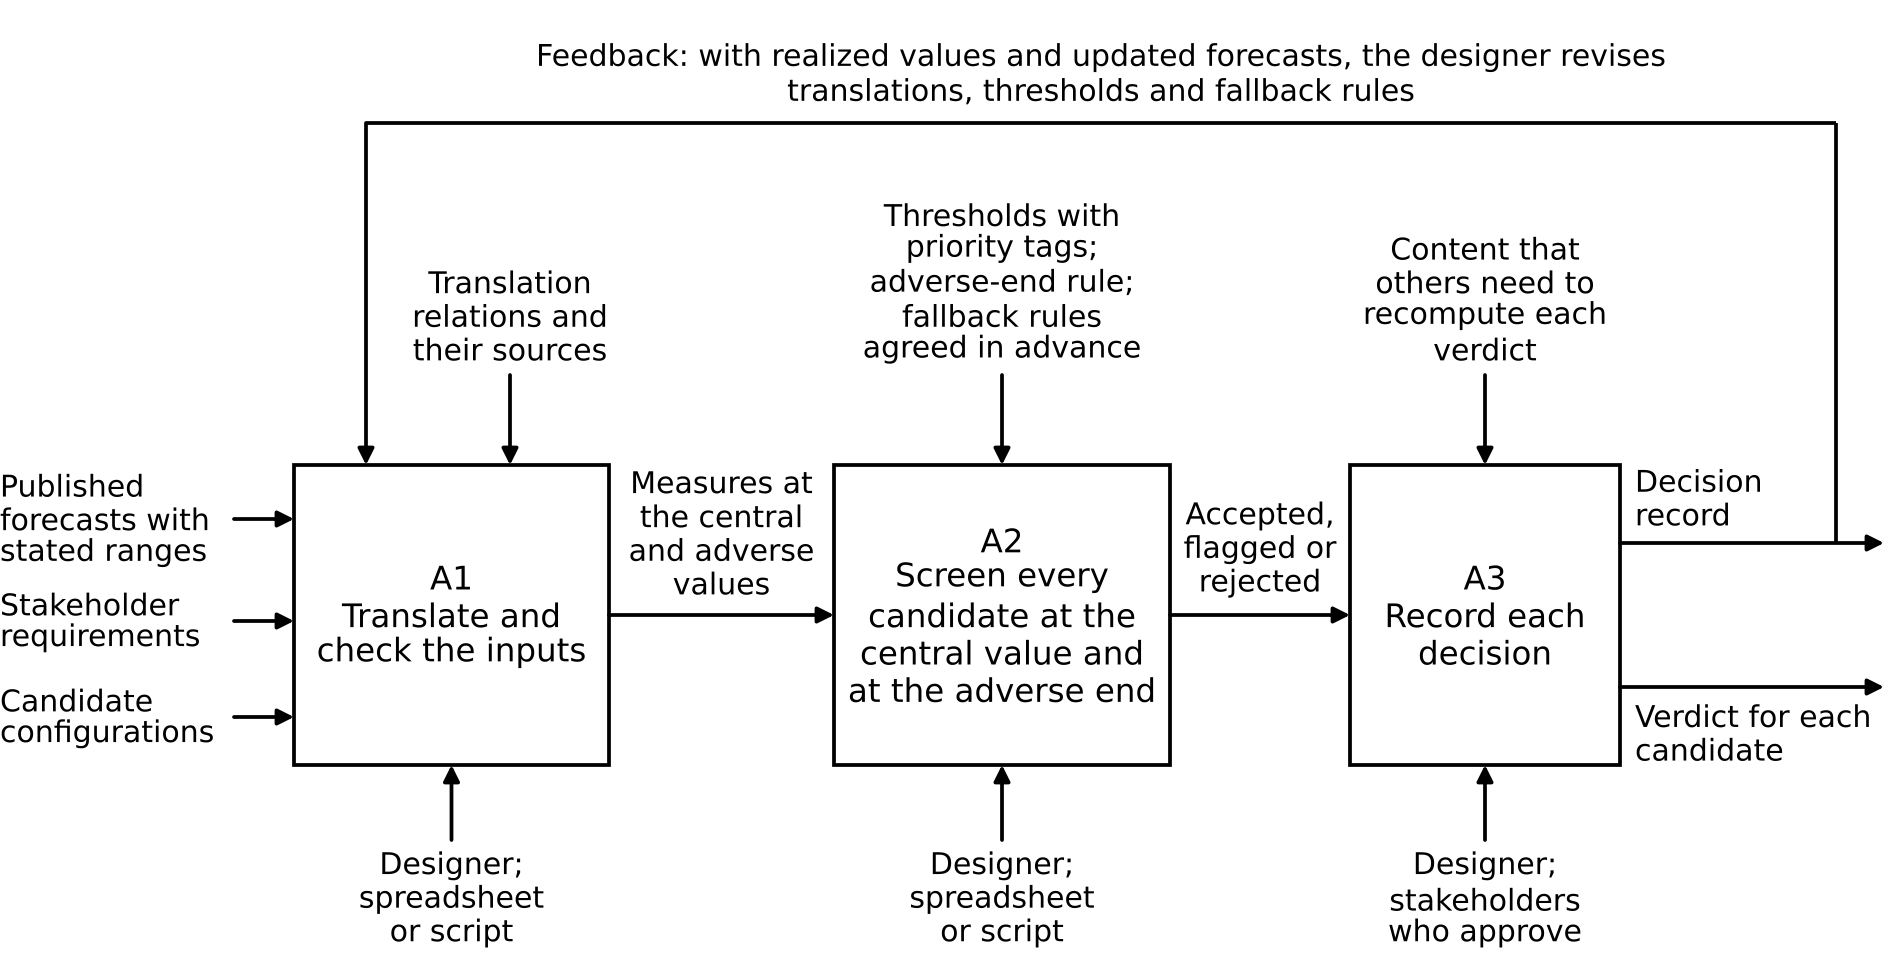 Feedback: with realized values and updated forecasts, the designer revises
translations, thresholds and fallback rules
Translation
relations and
their sources
Thresholds with
priority tags;
adverse-end rule;
fallback rules
agreed in advance
Content that
others need to
recompute each
verdict
Published
forecasts with
stated ranges
Stakeholder
requirements
Candidate
configurations
A1
Translate and
check the inputs
Measures at
the central
and adverse
values
A2
Screen every
candidate at the
central value and
at the adverse end
Accepted,
flagged or
rejected
A3
Record each
decision
Decision
record
Verdict for each
candidate
Designer;
spreadsheet
or script
Designer;
spreadsheet
or script
Designer;
stakeholders
who approve